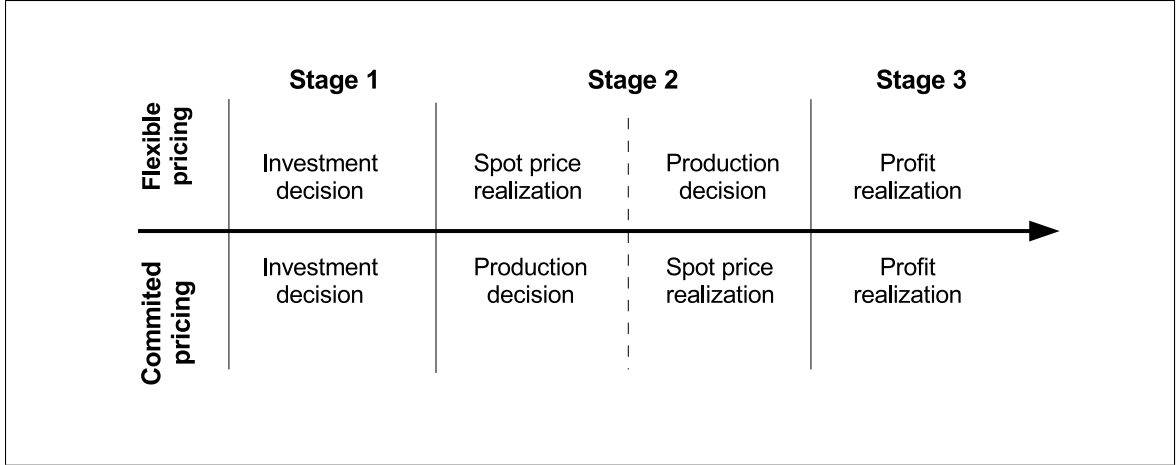 Stage 1 Stage 2 Stage 3
Flexible
pricing
Investment
decision
Spot price
realization
Production
decision
Profit
realization
Commited
pricing
Investment
decision
Production
decision
Spot price
realization
Profit
realization